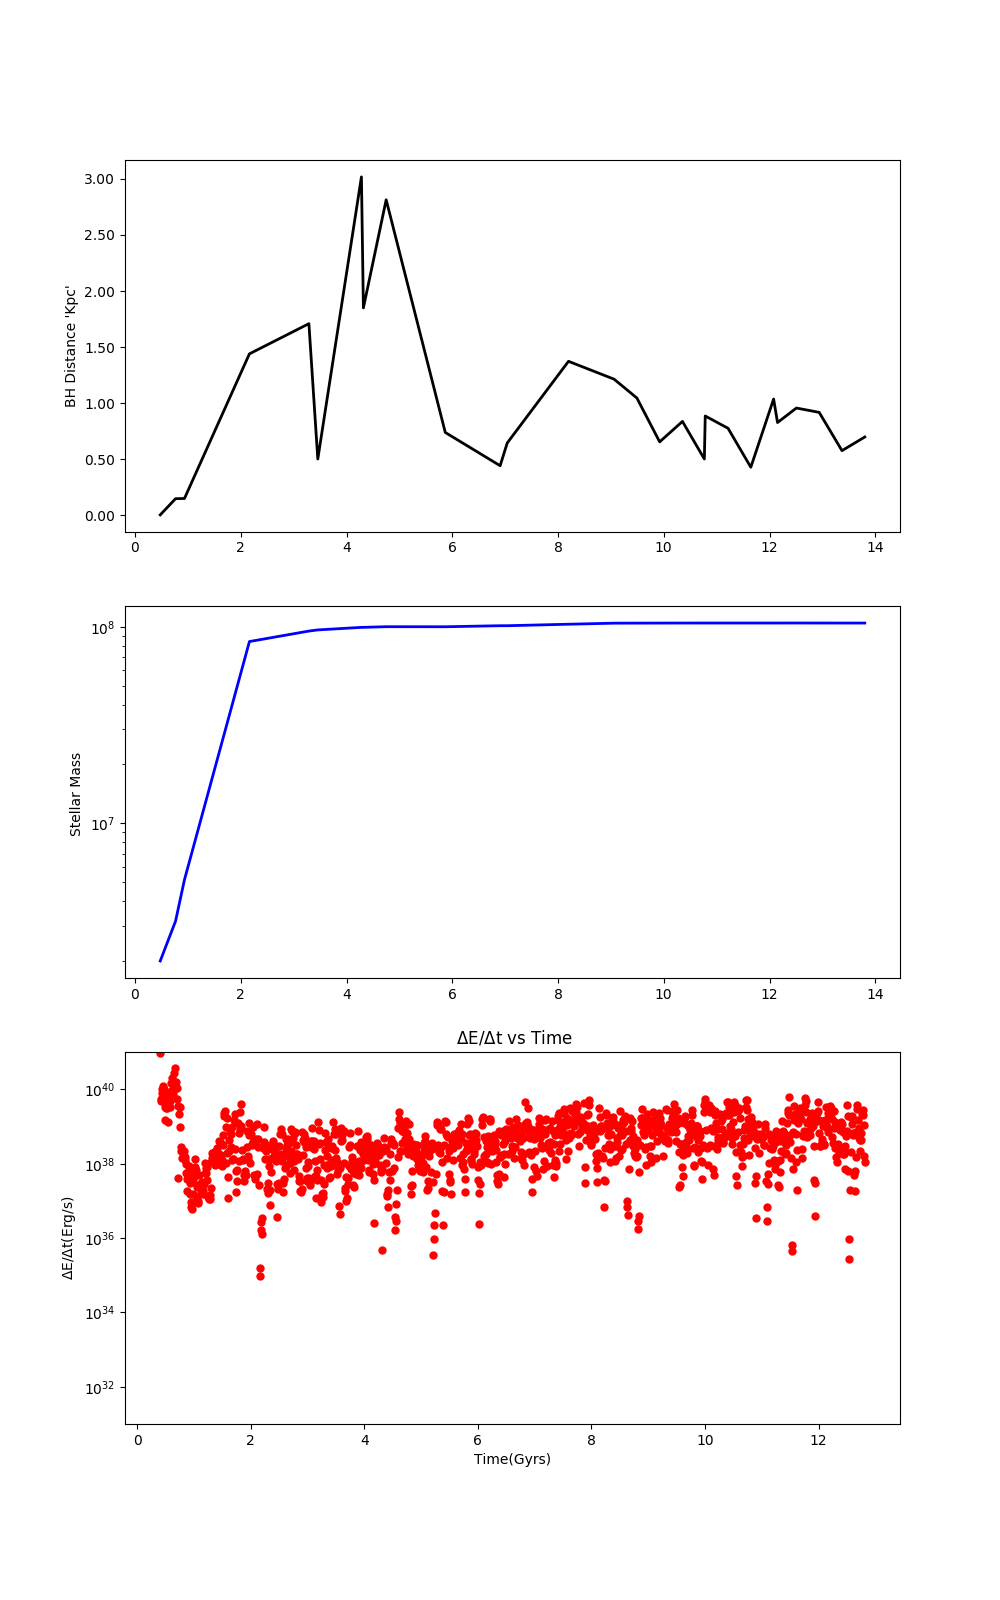 3.00
2.50
2.00
1.50
1.00
0.50
0.00
BH Distance 'Kpc'
0 2 4 6 8 10 12 14
10^8
10^7
Stellar Mass
0 2 4 6 8 10 12 14
ΔE/Δt vs Time
10^40
10^38
10^36
10^34
10^32
ΔE/Δt(Erg/s)
0 2 4 6 8 10 12
Time(Gyrs)